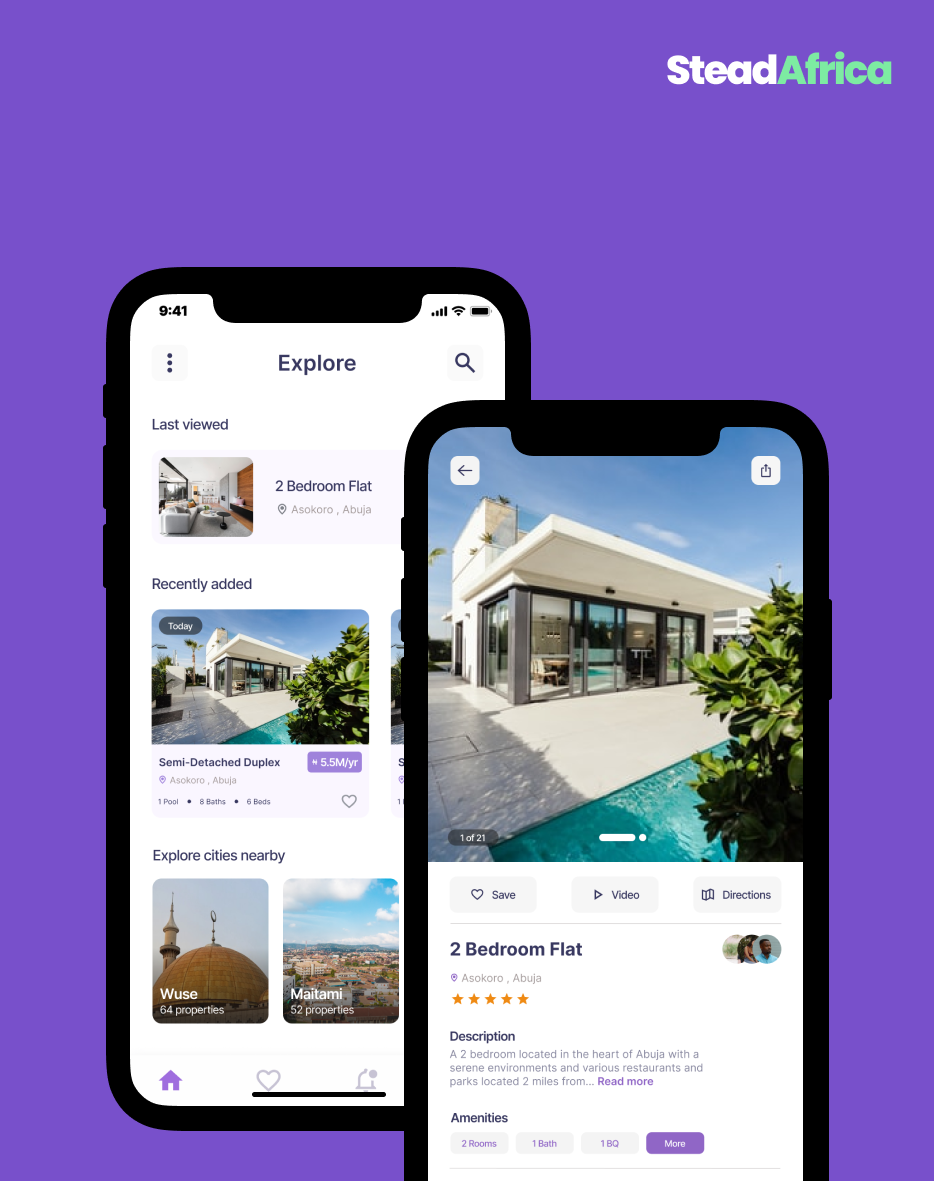 SteadAfrica
9:41
Explore
Last viewed
2 Bedroom Flat
Asokoro , Abuja
Recently added
Today
Semi-Detached Duplex
₦ 5.5M/yr
Asokoro , Abuja
1 Pool • 8 Baths • 6 Beds
Explore cities nearby
Wuse
64 properties
Maitami
52 properties
1 of 21
Save
Video
Directions
2 Bedroom Flat
Asokoro , Abuja
Description
A 2 bedroom located in the heart of Abuja with a
serene environments and various restaurants and
parks located 2 miles from... Read more
Amenities
2 Rooms
1 Bath
1 BQ
More